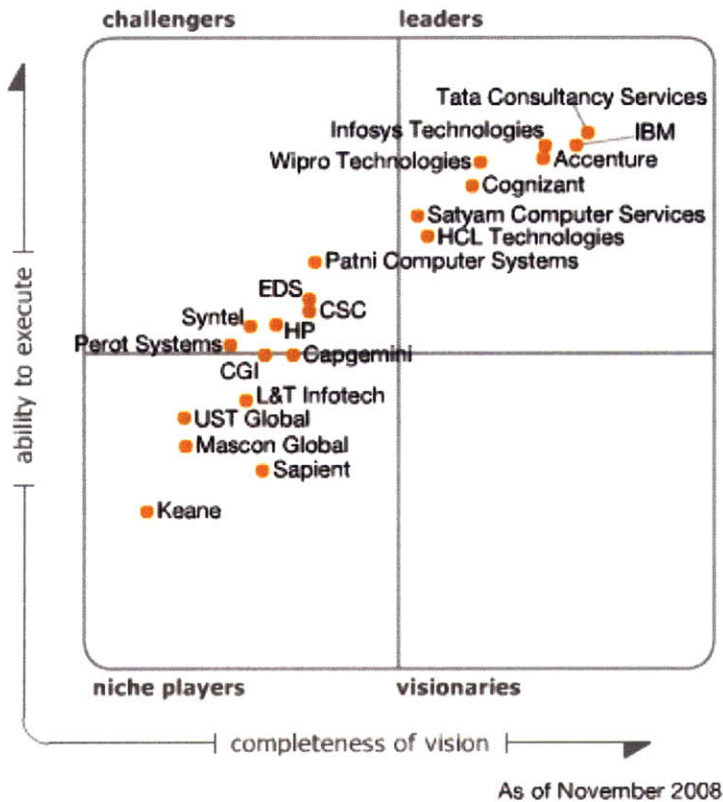 challengers
leaders
Tata Consultancy Services
Infosys Technologies
IBM
Wipro Technologies
Accenture
Cognizant
Satyam Computer Services
HCL Technologies
Patni Computer Systems
EDS
CSC
Syntel
HP
Perot Systems
Capgemini
CGI
L&T Infotech
UST Global
Mascon Global
Sapient
Keane
ability to execute
niche players
visionaries
completeness of vision
As of November 2008